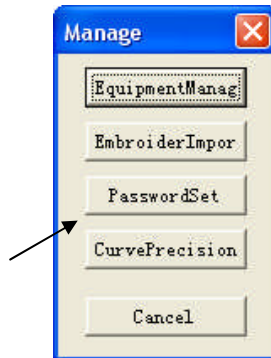 Manage
EquipmentManag
EmbroiderImpor
PasswordSet
CurvePrecision
Cancel